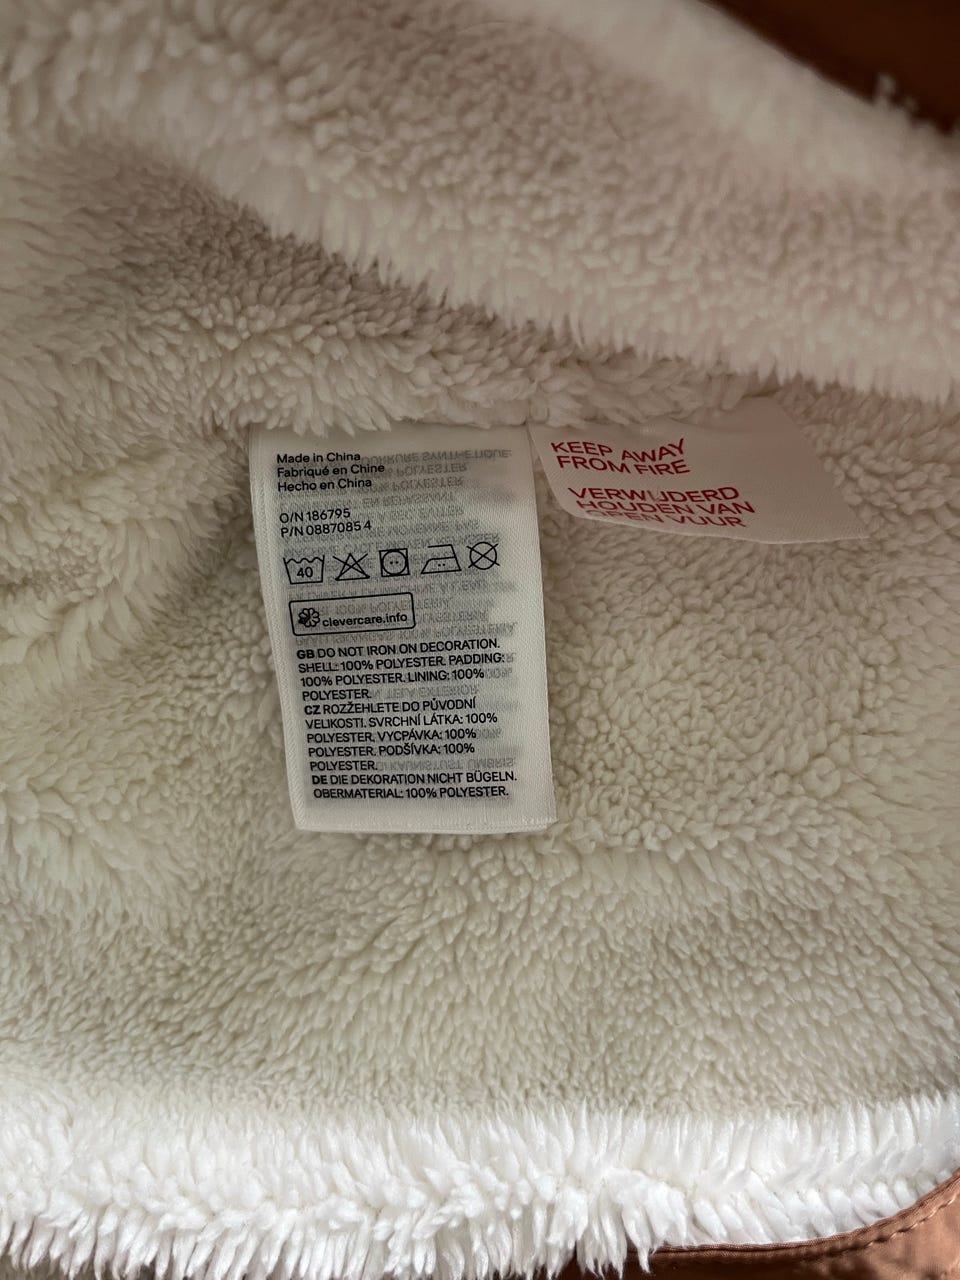 Made in China
Fabriqué en Chine
Hecho en China
O/N 186795
P/N 0887085 4
40
clevercare.info
GB DO NOT IRON ON DECORATION.
SHELL: 100% POLYESTER. PADDING:
100% POLYESTER. LINING: 100%
POLYESTER.
CZ ROZŽEHLETE DO PŮVODNÍ
VELIKOSTI. SVRCHNÍ LÁTKA: 100%
POLYESTER. VYCPÁVKA: 100%
POLYESTER. PODŠÍVKA: 100%
POLYESTER.
DE DIE DEKORATION NICHT BÜGELN.
OBERMATERIAL: 100% POLYESTER.
KEEP AWAY
FROM FIRE
VERWIJDERD
HOUDEN VAN
OPEN VUUR